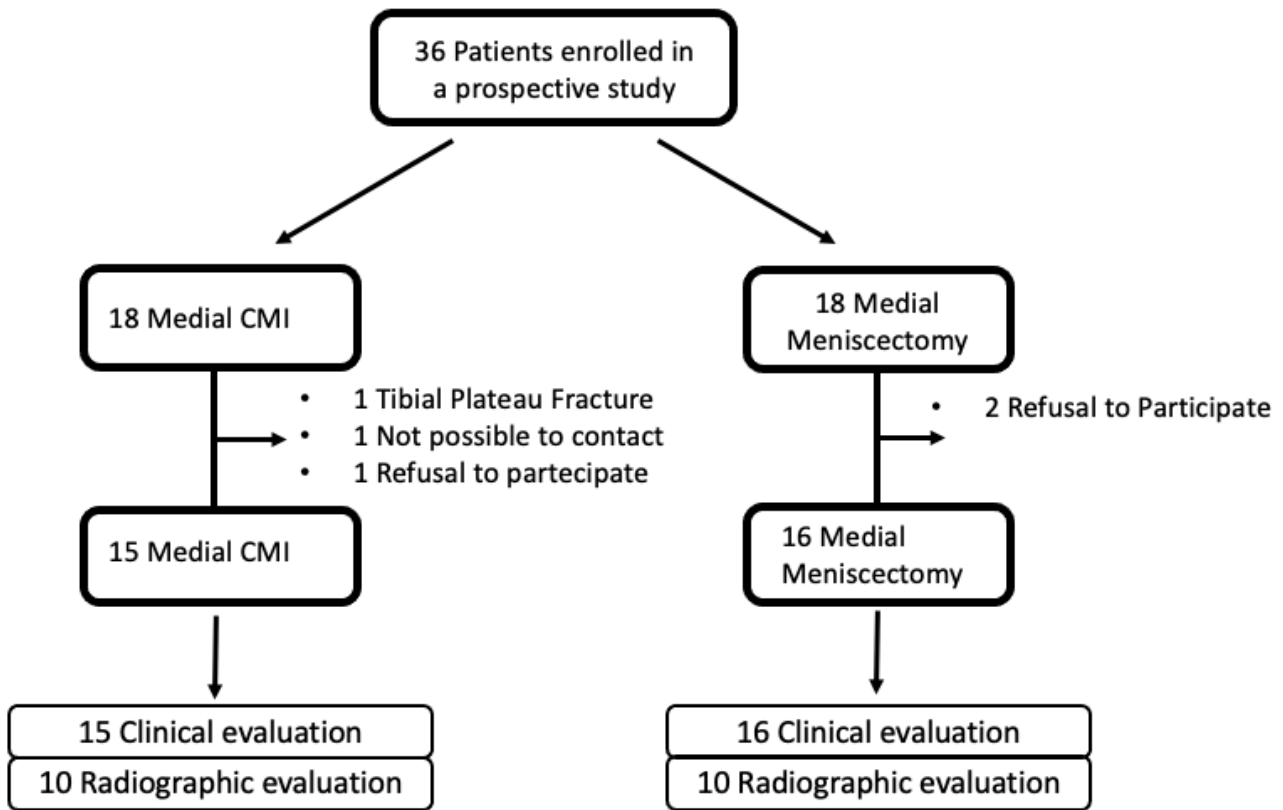 36 Patients enrolled in
a prospective study
18 Medial CMI
• 1 Tibial Plateau Fracture
• 1 Not possible to contact
• 1 Refusal to partecipate
15 Medial CMI
15 Clinical evaluation
10 Radiographic evaluation
18 Medial
Meniscectomy
• 2 Refusal to Participate
16 Medial
Meniscectomy
16 Clinical evaluation
10 Radiographic evaluation